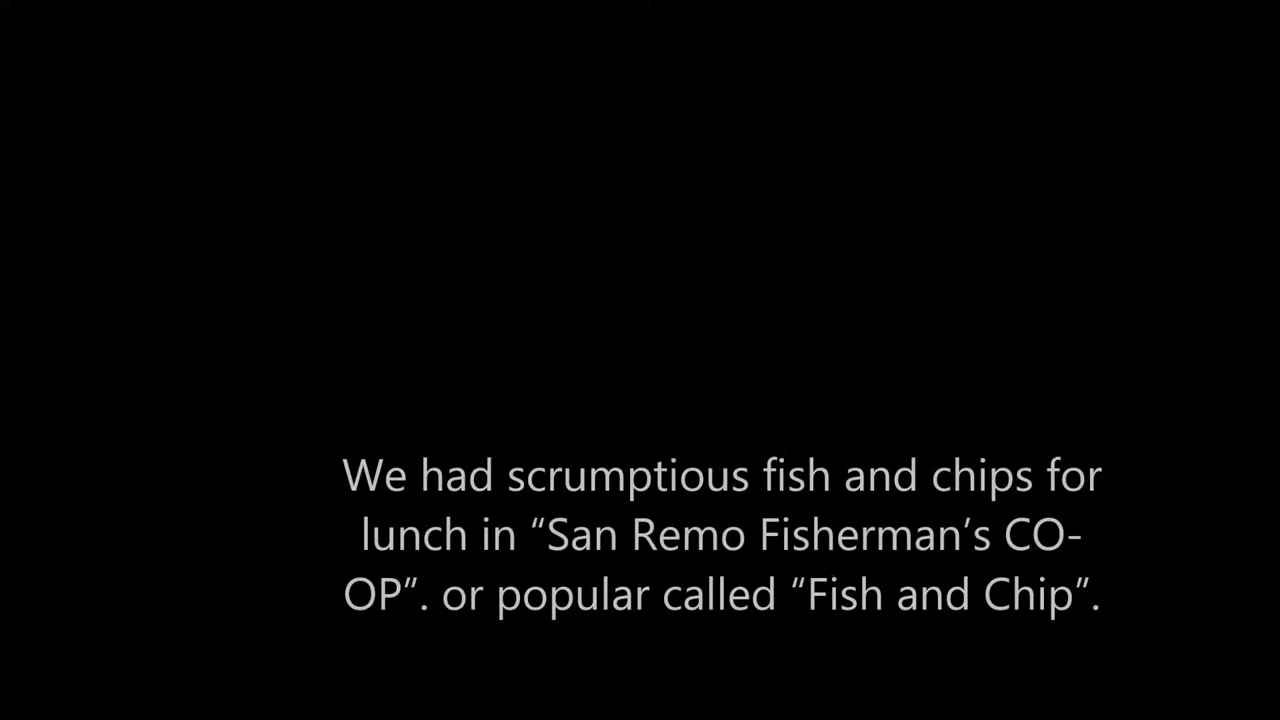 We had scrumptious fish and chips for
lunch in “San Remo Fisherman’s CO-
OP”. or popular called “Fish and Chip”.